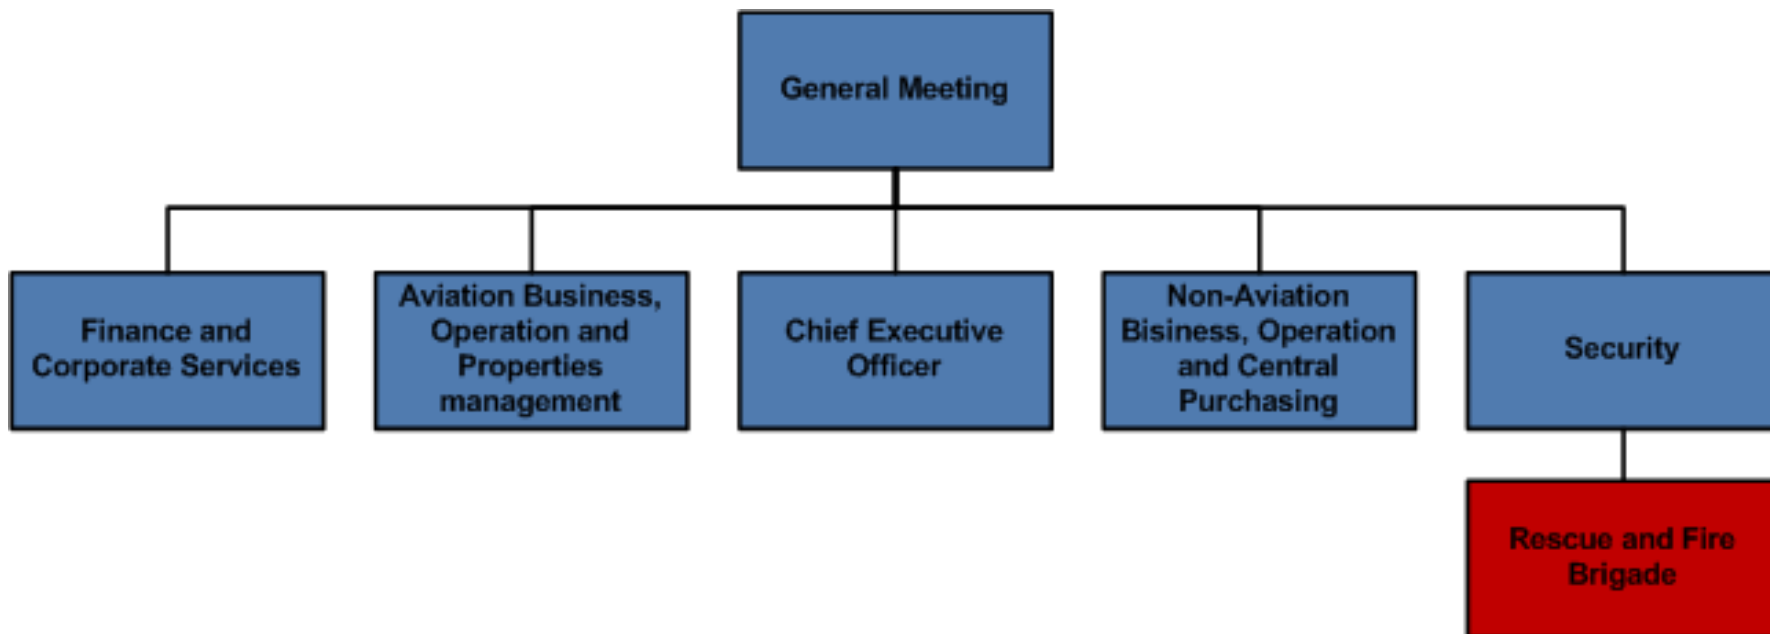 General Meeting
Finance and
Corporate Services
Aviation Business,
Operation and
Properties
management
Chief Executive
Officer
Non-Aviation
Bisiness, Operation
and Central
Purchasing
Security
Rescue and Fire
Brigade